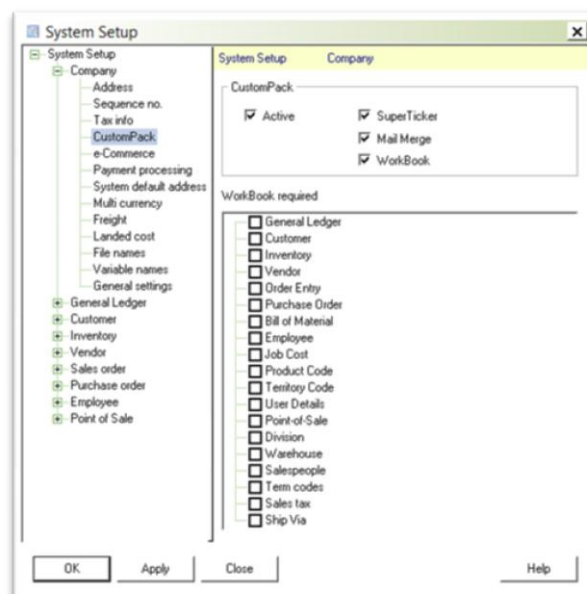 System Setup
System Setup
Company
Address
Sequence no.
Tax info
CustomPack
e-Commerce
Payment processing
System default address
Multi currency
Freight
Landed cost
File names
Variable names
General settings
General Ledger
Customer
Inventory
Vendor
Sales order
Purchase order
Employee
Point of Sale
System Setup Company
CustomPack
Active SuperTicker
Mail Merge
WorkBook
WorkBook required
General Ledger
Customer
Inventory
Vendor
Order Entry
Purchase Order
Bill of Material
Employee
Job Cost
Product Code
Territory Code
User Details
Point-of-Sale
Division
Warehouse
Salespeople
Term codes
Sales tax
Ship Via
OK Apply Close Help